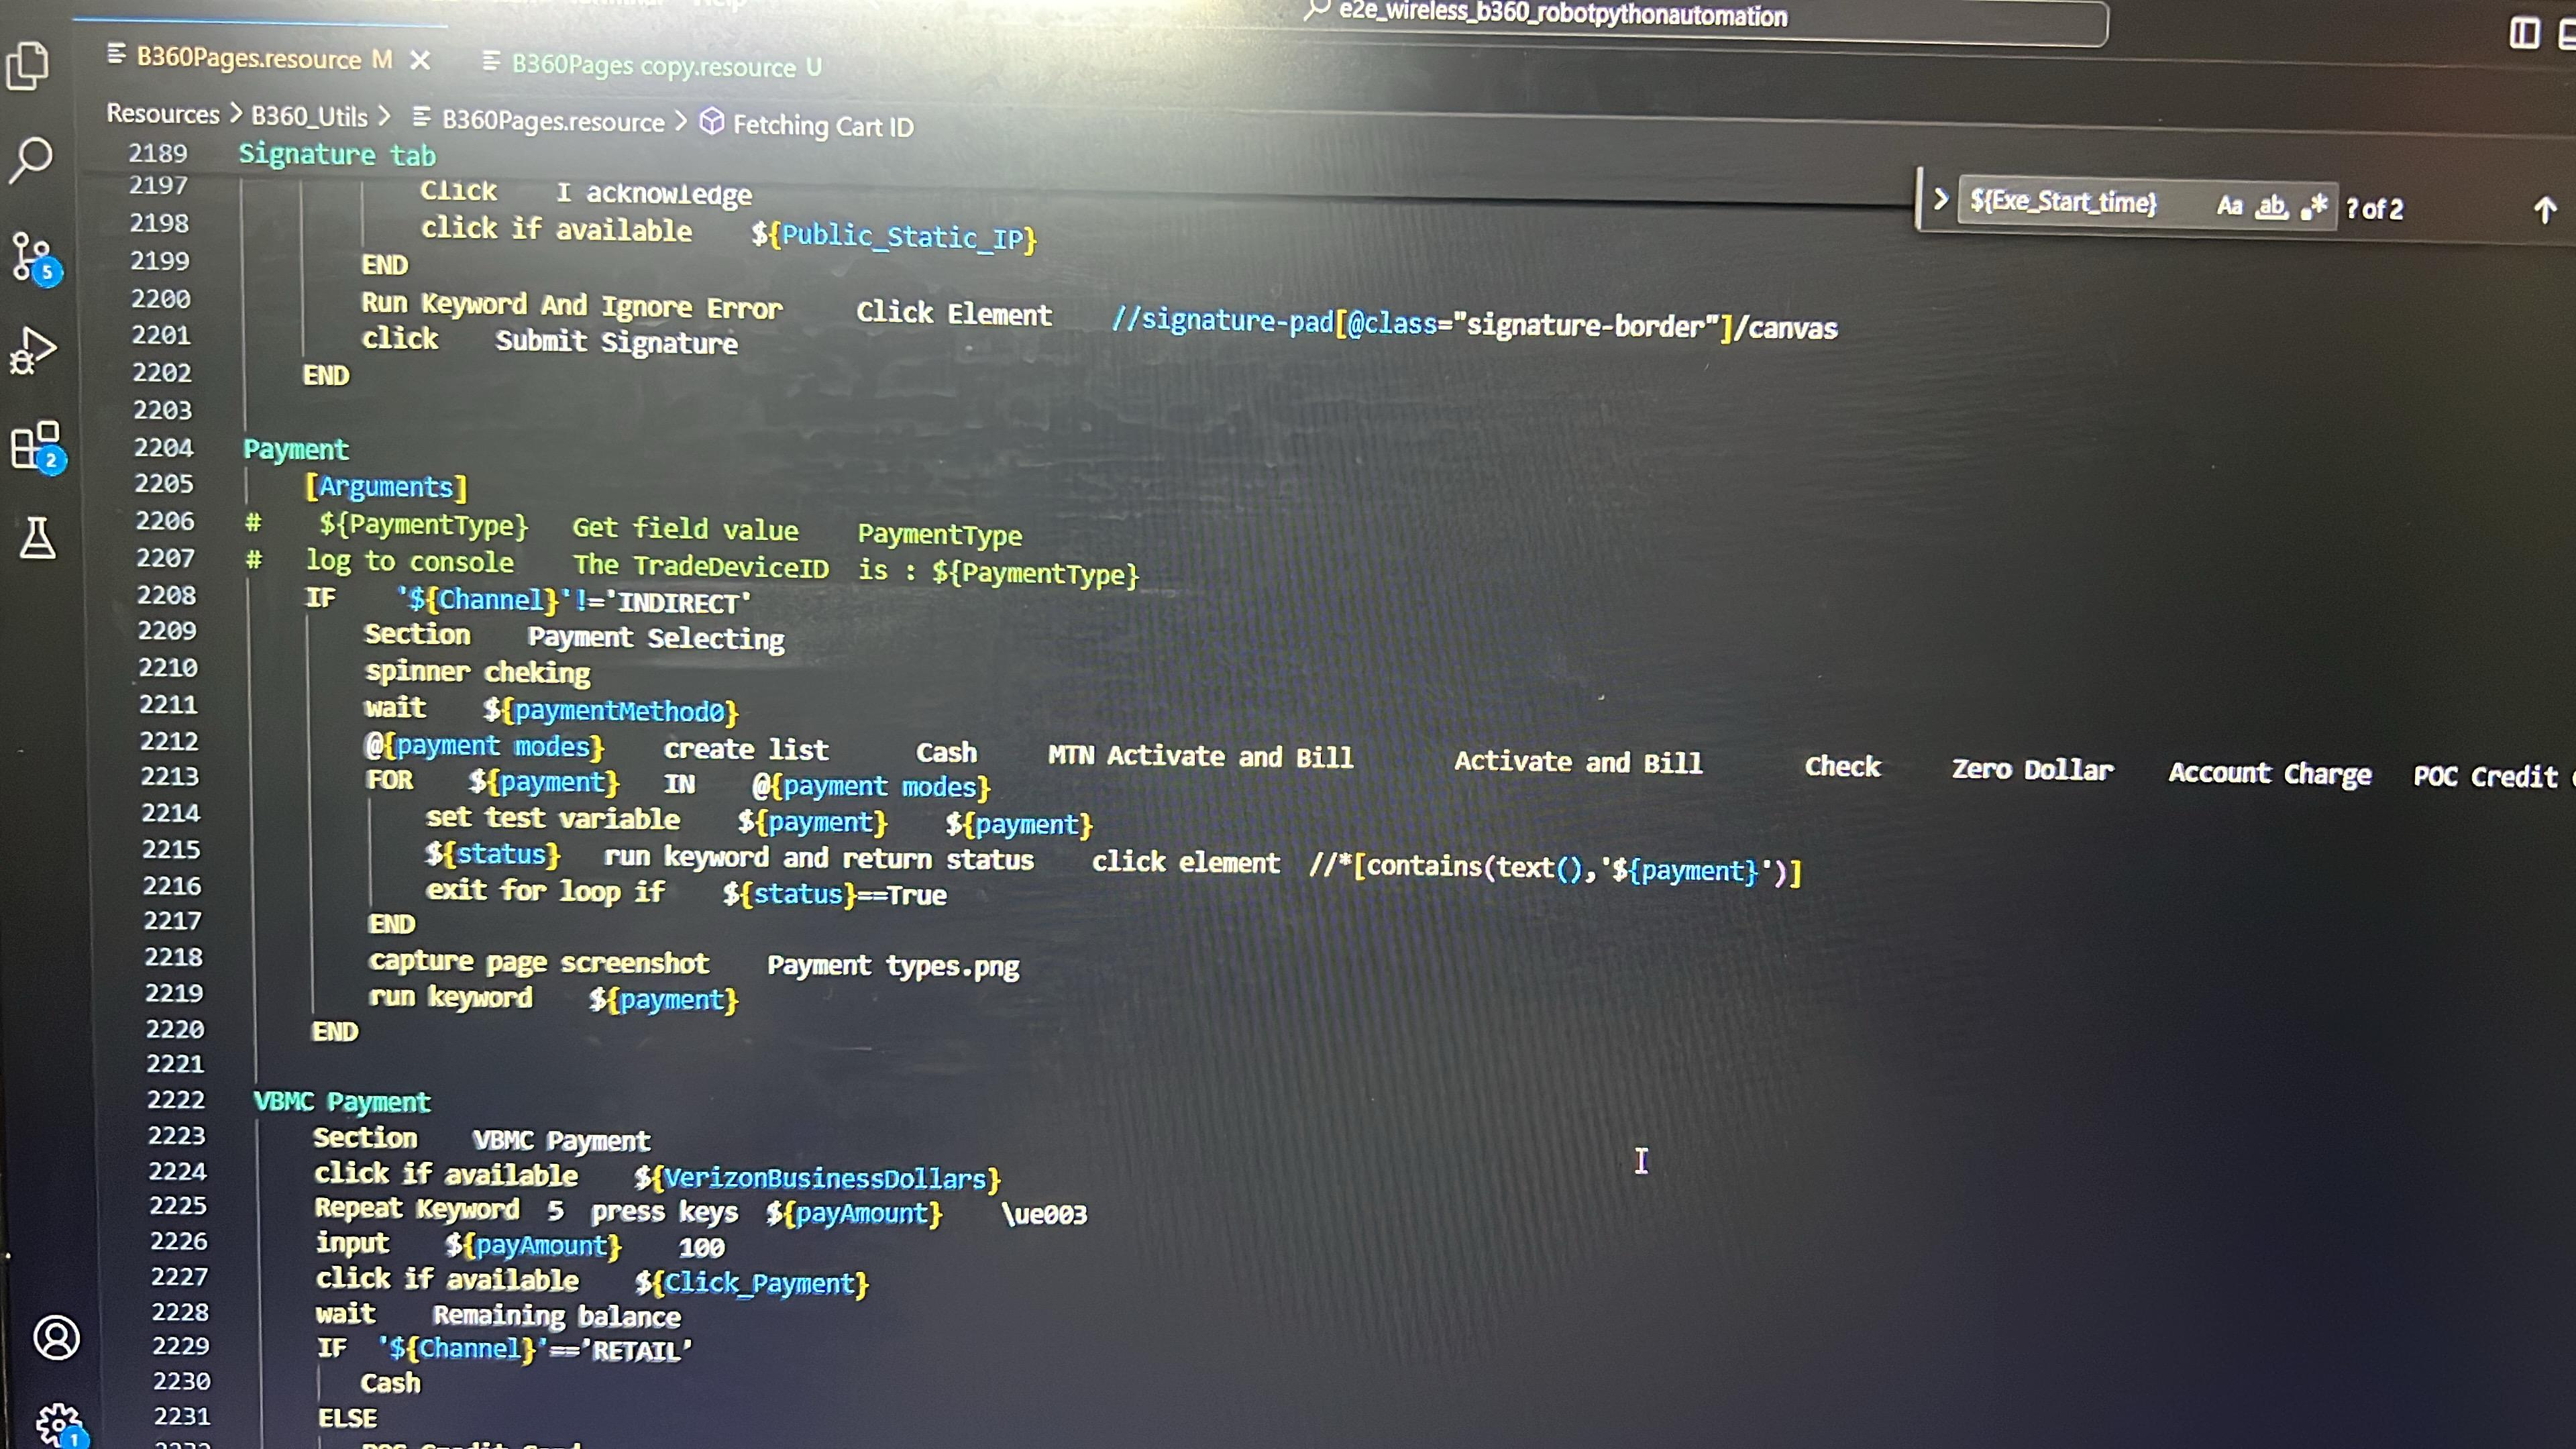 e2e_wireless_b360_robotpythonautomation
B360Pages.resource M
B360Pages copy.resource U
Resources > B360_Utils > B360Pages.resource > Fetching Cart ID
${Exe_Start_time} Aa ab .* ? of 2
2189 Signature tab
2197 Click I acknowledge
2198 click if available ${Public_Static_IP}
2199 END
2200 Run Keyword And Ignore Error Click Element //signature-pad[@class="signature-border"]/canvas
2201 click Submit Signature
2202 END
2203
2204 Payment
2205 [Arguments]
2206 # ${PaymentType} Get field value PaymentType
2207 # log to console The TradeDeviceID is : ${PaymentType}
2208 IF '${Channel}'!='INDIRECT'
2209 Section Payment Selecting
2210 spinner cheking
2211 wait ${paymentMethod0}
2212 @{payment modes} create list Cash MTN Activate and Bill Activate and Bill Check Zero Dollar Account Charge POC Credit
2213 FOR ${payment} IN @{payment modes}
2214 set test variable ${payment} ${payment}
2215 ${status} run keyword and return status click element //*[contains(text(),'${payment}')]
2216 exit for loop if ${status}==True
2217 END
2218 capture page screenshot Payment types.png
2219 run keyword ${payment}
2220 END
2221
2222 VBMC Payment
2223 Section VBMC Payment
2224 click if available ${VerizonBusinessDollars}
2225 Repeat Keyword 5 press keys ${payAmount} \ue003
2226 input ${payAmount} 100
2227 click if available ${Click_Payment}
2228 wait Remaining balance
2229 IF '${Channel}'=='RETAIL'
2230 Cash
2231 ELSE
5
2
1